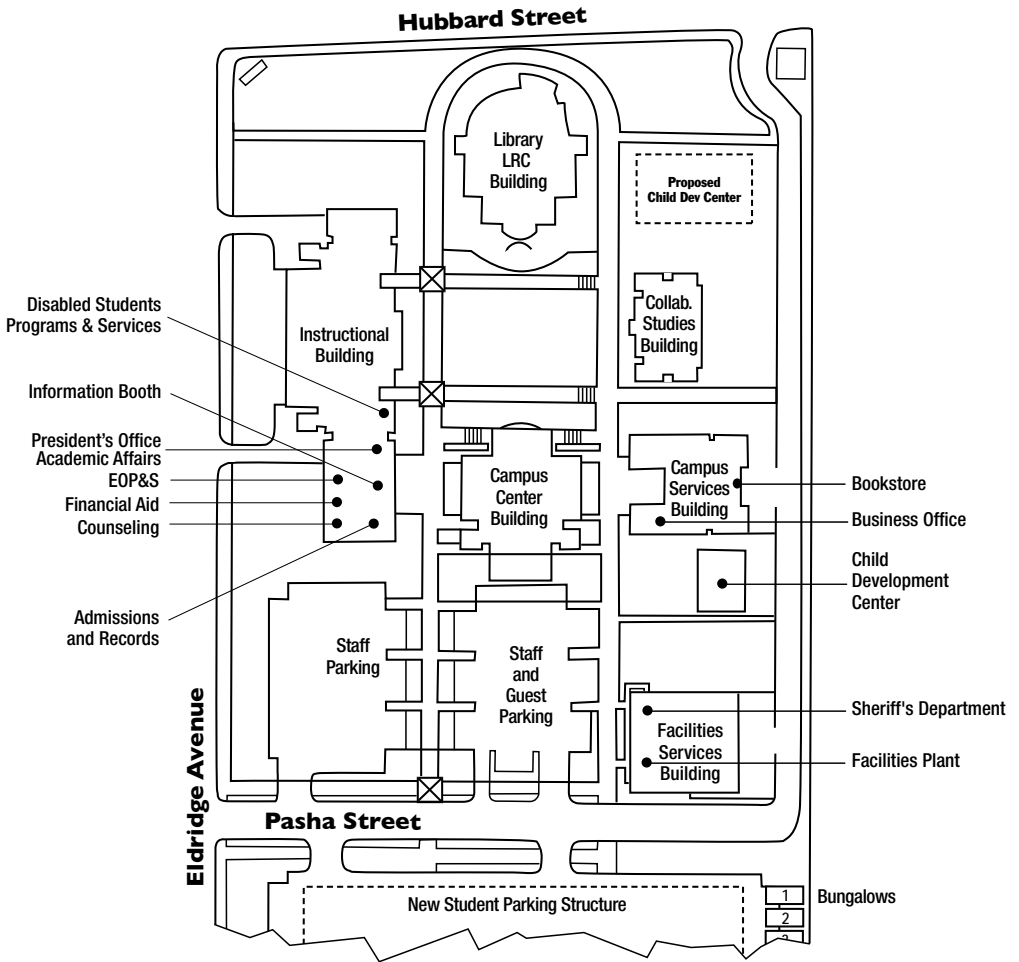 Hubbard Street
Library
LRC
Building
Proposed
Child Dev Center
Disabled Students
Programs & Services
Instructional
Building
Collab.
Studies
Building
Information Booth
President's Office
Academic Affairs
EOP&S
Financial Aid
Counseling
Campus
Center
Building
Campus
Services
Building
Bookstore
Business Office
Child
Development
Center
Admissions
and Records
Staff
Parking
Staff
and
Guest
Parking
Sheriff's Department
Facilities
Services
Building
Facilities Plant
Eldridge Avenue
Pasha Street
New Student Parking Structure
1
Bungalows
2